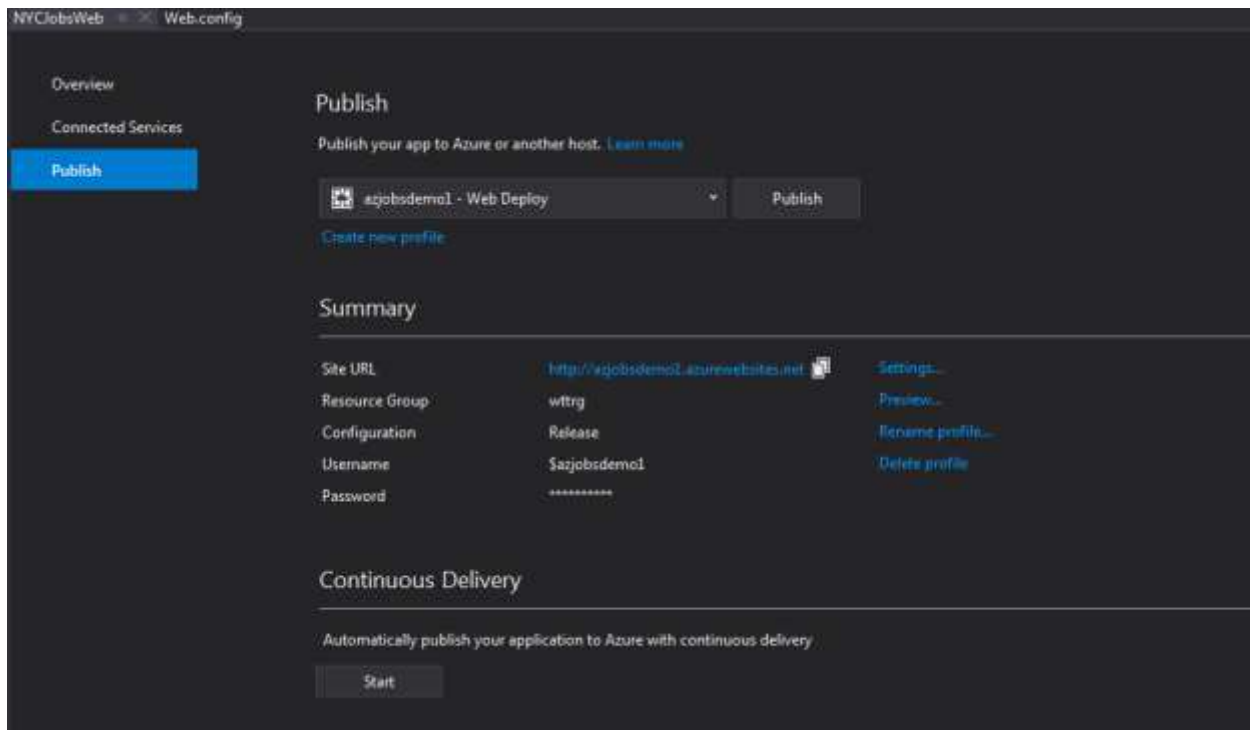 NYCJobsWeb Web.config
Overview
Connected Services
Publish
Publish
Publish your app to Azure or another host. Learn more
azjobsdemo1 - Web Deploy Publish
Create new profile
Summary
Site URL http://azjobsdemo1.azurewebsites.net Settings...
Resource Group wttrg Preview...
Configuration Release Rename profile...
Username $azjobsdemo1 Delete profile
Password **********
Continuous Delivery
Automatically publish your application to Azure with continuous delivery
Start